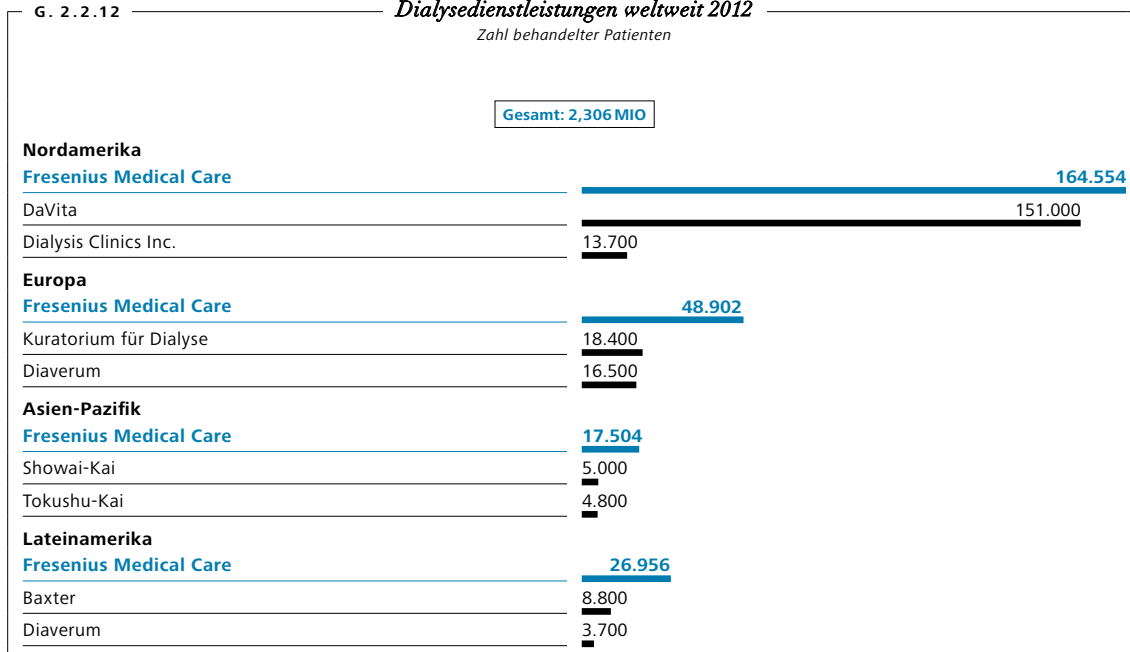 G. 2.2.12
Dialysedienstleistungen weltweit 2012
Zahl behandelter Patienten
Gesamt: 2,306 MIO
Nordamerika
Fresenius Medical Care 164.554
DaVita 151.000
Dialysis Clinics Inc. 13.700
Europa
Fresenius Medical Care 48.902
Kuratorium für Dialyse 18.400
Diaverum 16.500
Asien-Pazifik
Fresenius Medical Care 17.504
Showai-Kai 5.000
Tokushu-Kai 4.800
Lateinamerika
Fresenius Medical Care 26.956
Baxter 8.800
Diaverum 3.700